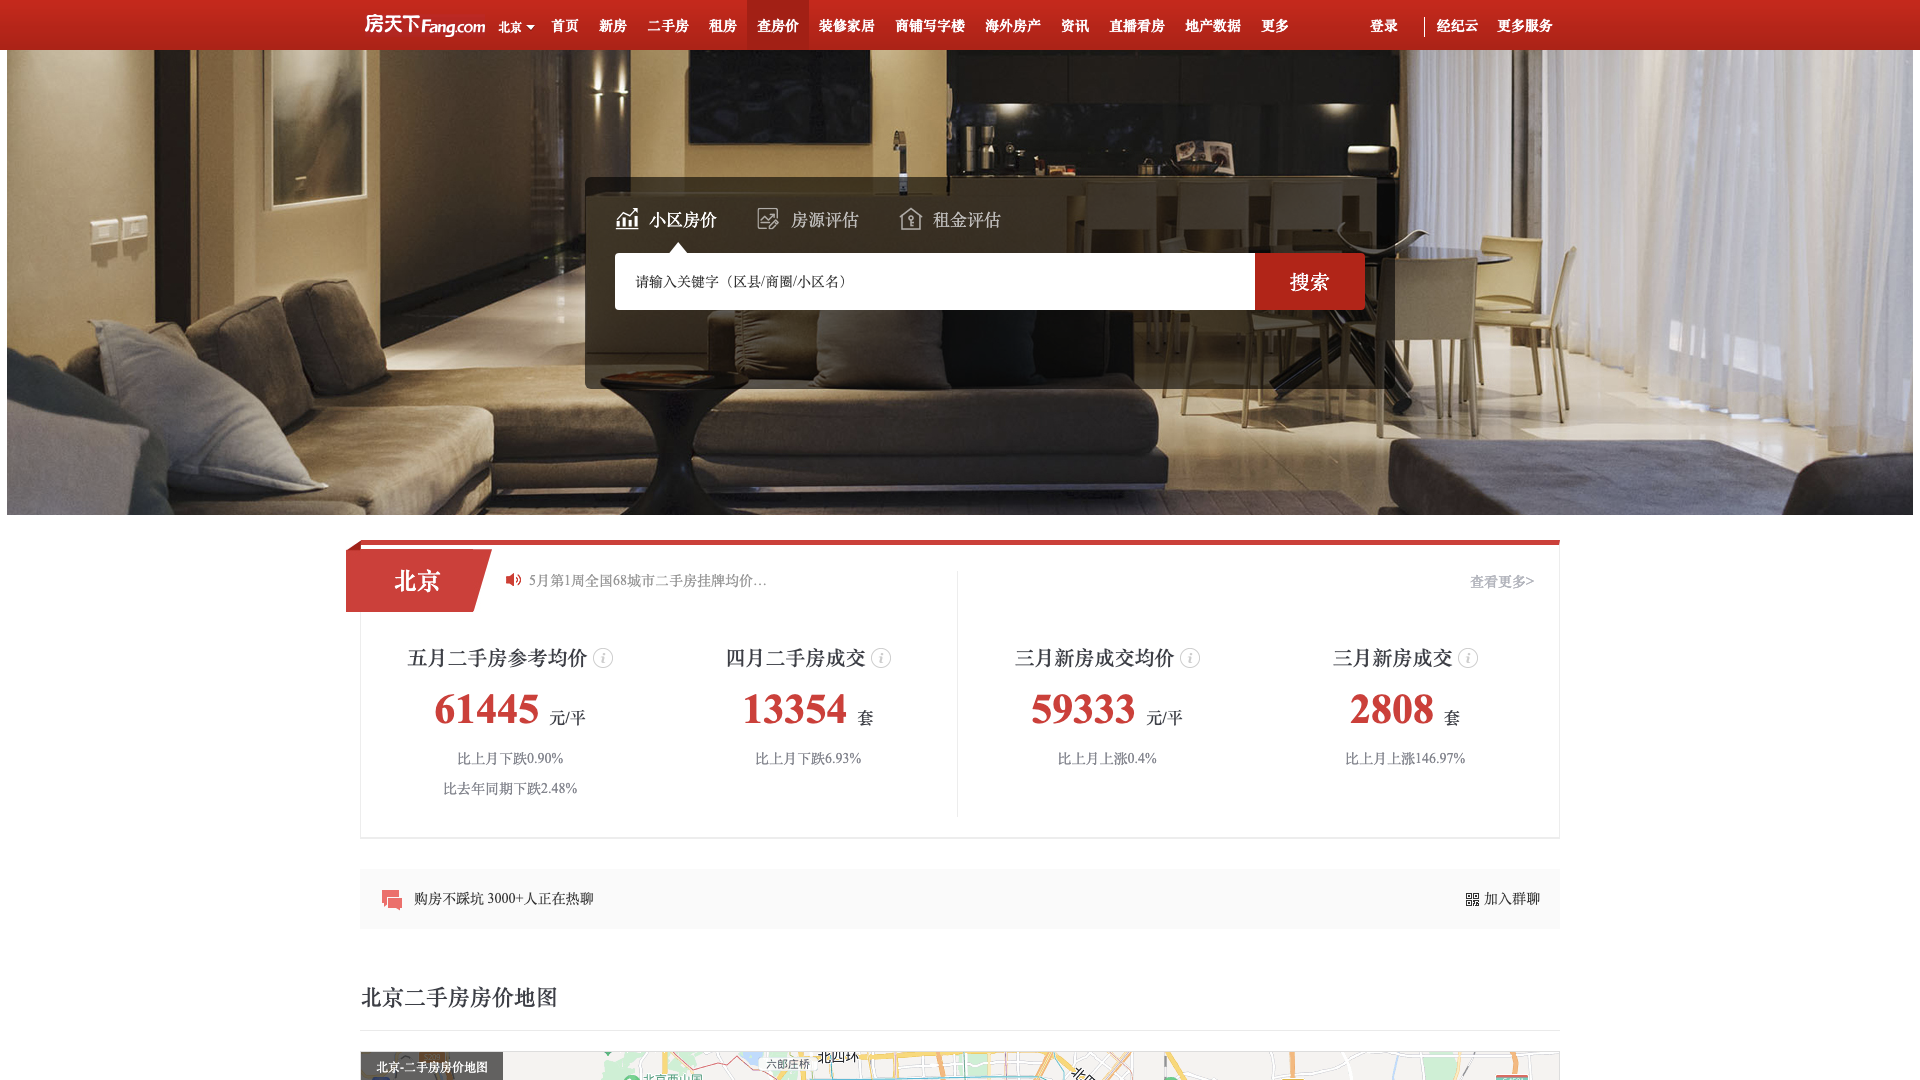 房天下Fang.com 北京 首页 新房 二手房 租房 查房价 装修家居 商铺写字楼 海外房产 资讯 直播看房 地产数据 更多 登录 经纪云 更多服务
小区房价 房源评估 租金评估
请输入关键字（区县/商圈/小区名） 搜索
北京 5月第1周全国68城市二手房挂牌均价… 查看更多>
五月二手房参考均价 四月二手房成交 三月新房成交均价 三月新房成交
61445 元/平 13354 套 59333 元/平 2808 套
比上月下跌0.90% 比上月下跌6.93% 比上月上涨0.4% 比上月上涨146.97%
比去年同期下跌2.48%
购房不踩坑 3000+人正在热聊 加入群聊
北京二手房房价地图
北京-二手房房价地图
六郎庄桥 北四环